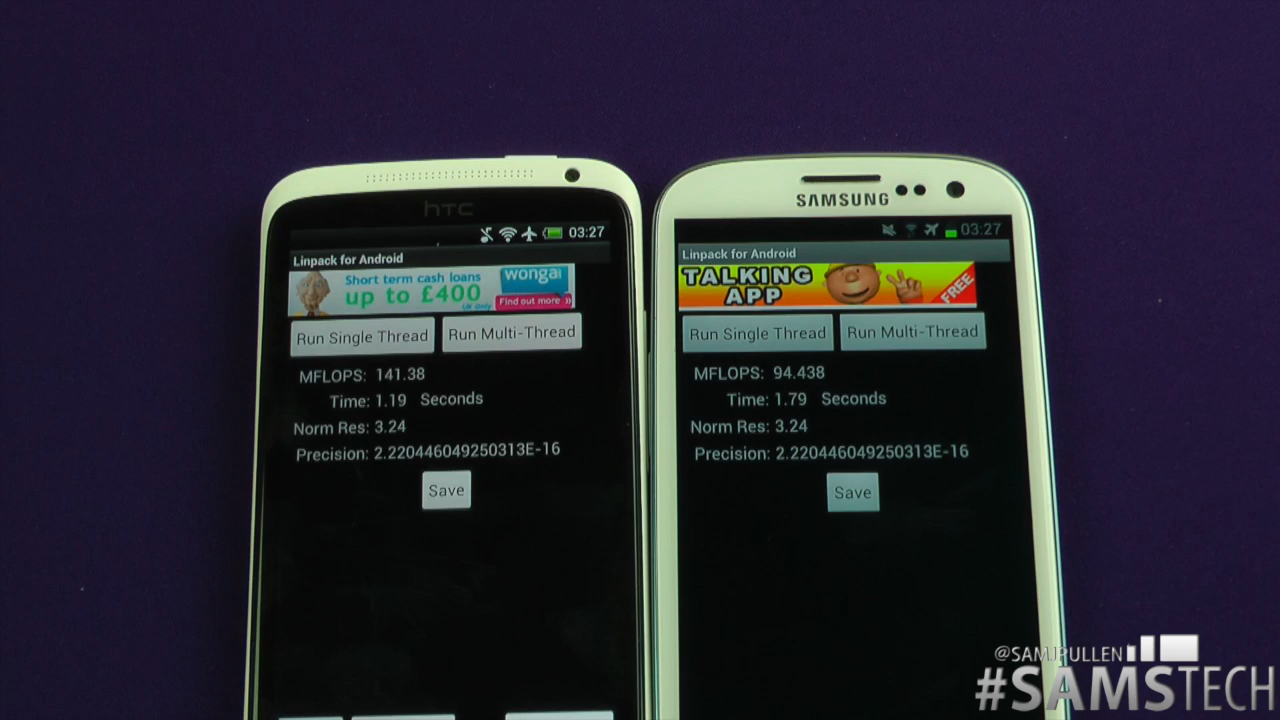 hTC
03:27
Linpack for Android
Short term cash loans
up to £400
UK Only
wonga
Find out more »
Run Single Thread
Run Multi-Thread
MFLOPS: 141.38
Time: 1.19 Seconds
Norm Res: 3.24
Precision: 2.220446049250313E-16
Save
SAMSUNG
03:27
Linpack for Android
TALKING
APP
FREE
Run Single Thread
Run Multi-Thread
MFLOPS: 94.438
Time: 1.79 Seconds
Norm Res: 3.24
Precision: 2.220446049250313E-16
Save
@SAMJPULLEN
#SAMSTECH